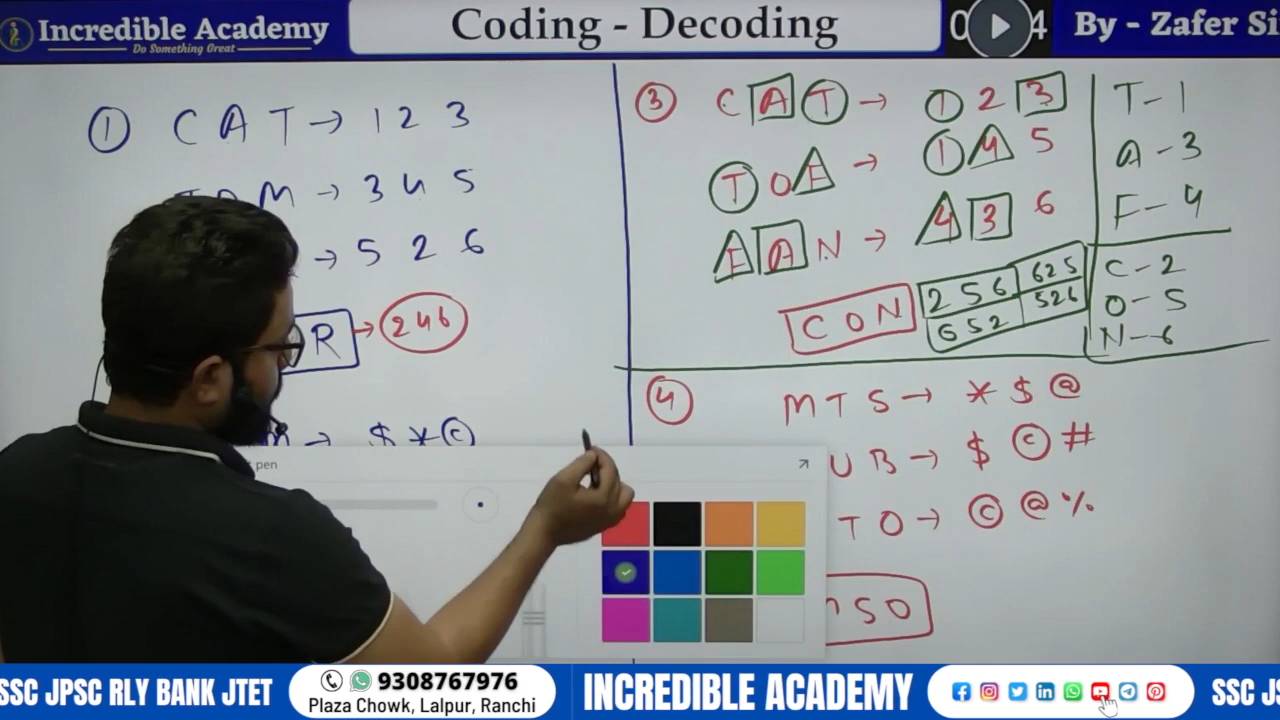 Incredible Academy
Do Something Great
Coding - Decoding
By - Zafer Si
① C A T → 1 2 3
M → 3 4 5
→ 5 2 6
R → 246
→ $ * ©
pen
③ C A T → 1 2 3
T O E → 1 4 5
E A N → 4 3 6
C O N
2 5 6
6 2 5
6 5 2
5 2 6
T - 1
A - 3
F - 4
C - 2
O - 5
N - 6
④ M T S → * $ @
U B → $ © #
T O → © @ %
S O
SSC JPSC RLY BANK JTET
9308767976
Plaza Chowk, Lalpur, Ranchi
INCREDIBLE ACADEMY
SSC JS